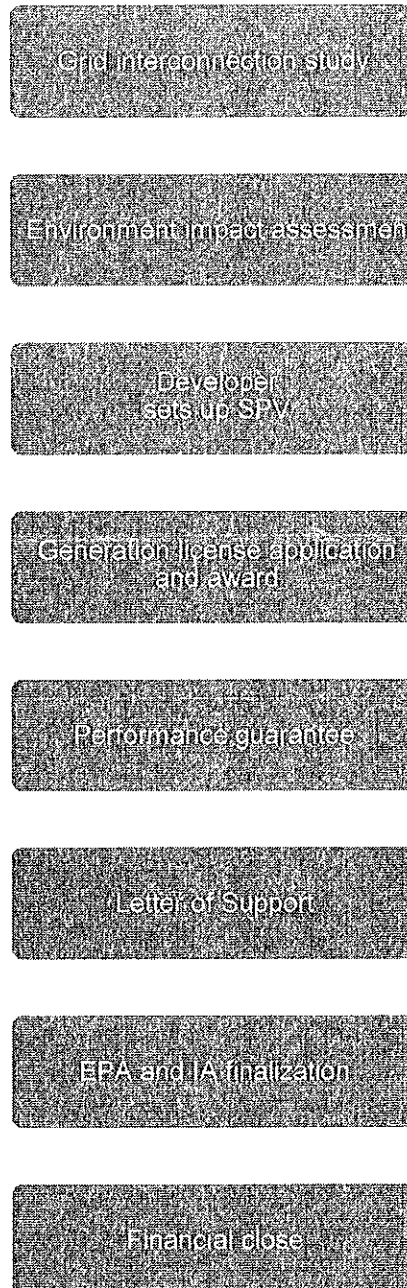 Grid interconnection study
Environment impact assessmen
Developer
sets up SPV
Generation license application
and award
Performance guarantee
Letter of Support
EPA and IA finalization
Financial close